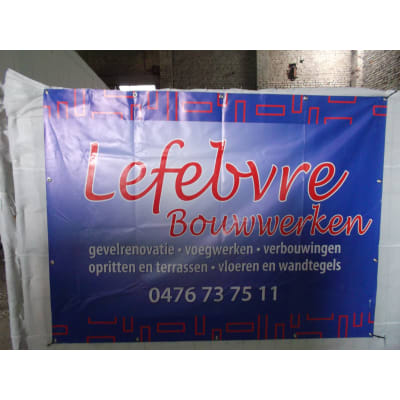 Lefebvre
Bouwwerken
gevelrenovatie • voegwerken • verbouwingen
opritten en terrassen • vloeren en wandtegels
0476 73 75 11